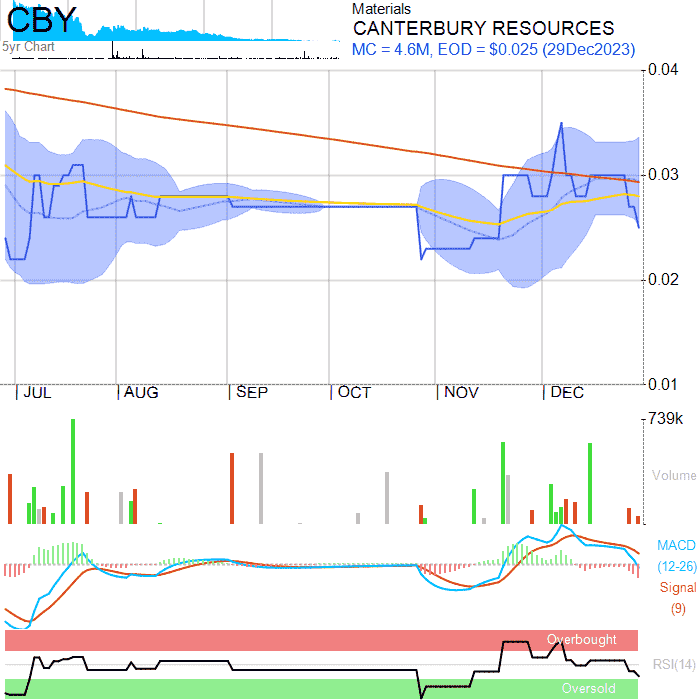 CBY
5yr Chart
Materials
CANTERBURY RESOURCES
MC = 4.6M, EOD = $0.025 (29Dec2023)
0.04
0.03
0.02
0.01
JUL AUG SEP OCT NOV DEC
739k
Volume
MACD
(12-26)
Signal
(9)
Overbought
RSI(14)
Oversold